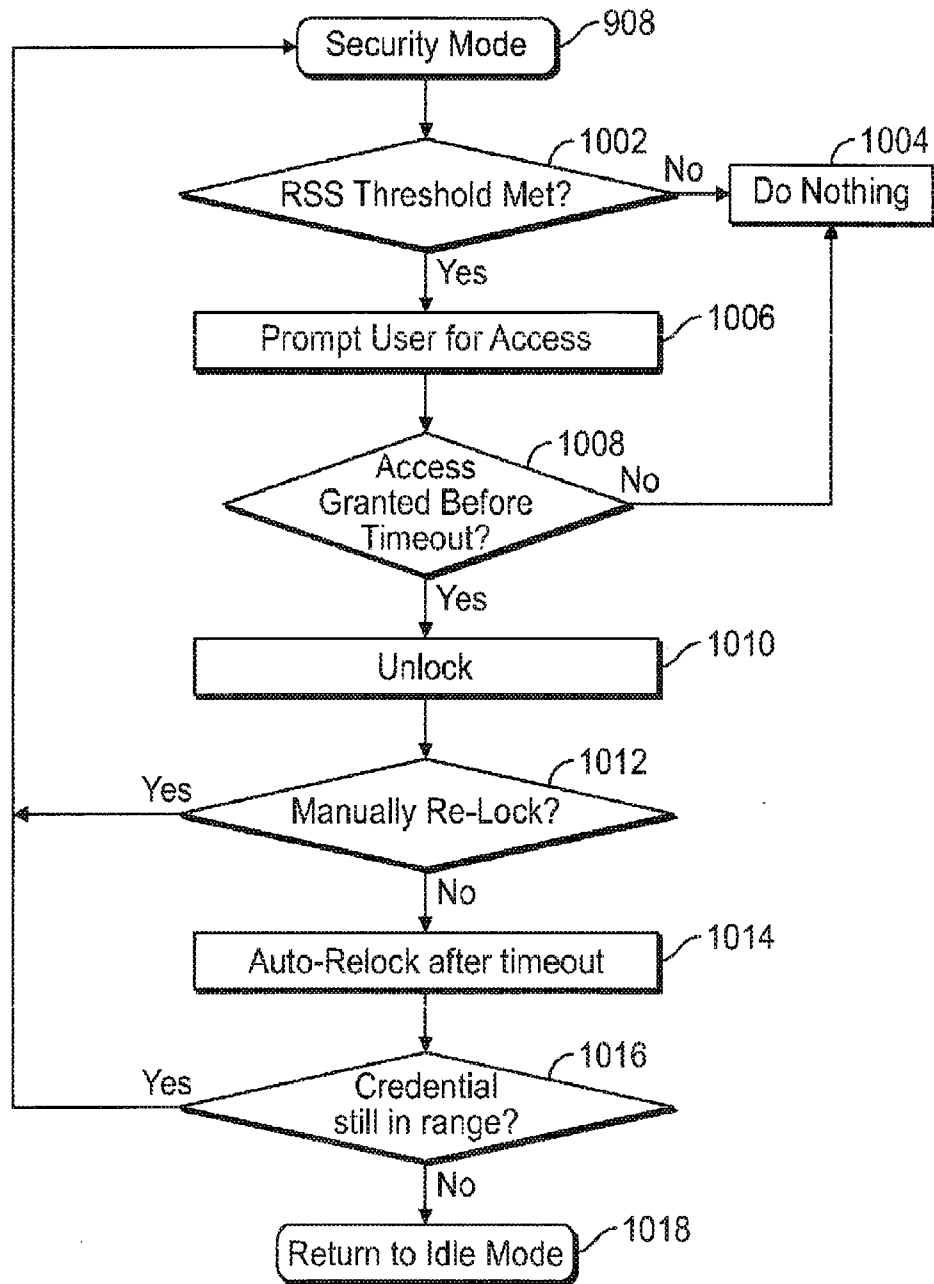 Security Mode
908
1002
RSS Threshold Met?
No
1004
Do Nothing
Yes
1006
Prompt User for Access
1008
Access
Granted Before
Timeout?
No
Yes
1010
Unlock
1012
Yes
Manually Re-Lock?
No
1014
Auto-Relock after timeout
1016
Yes
Credential
still in range?
No
1018
Return to Idle Mode